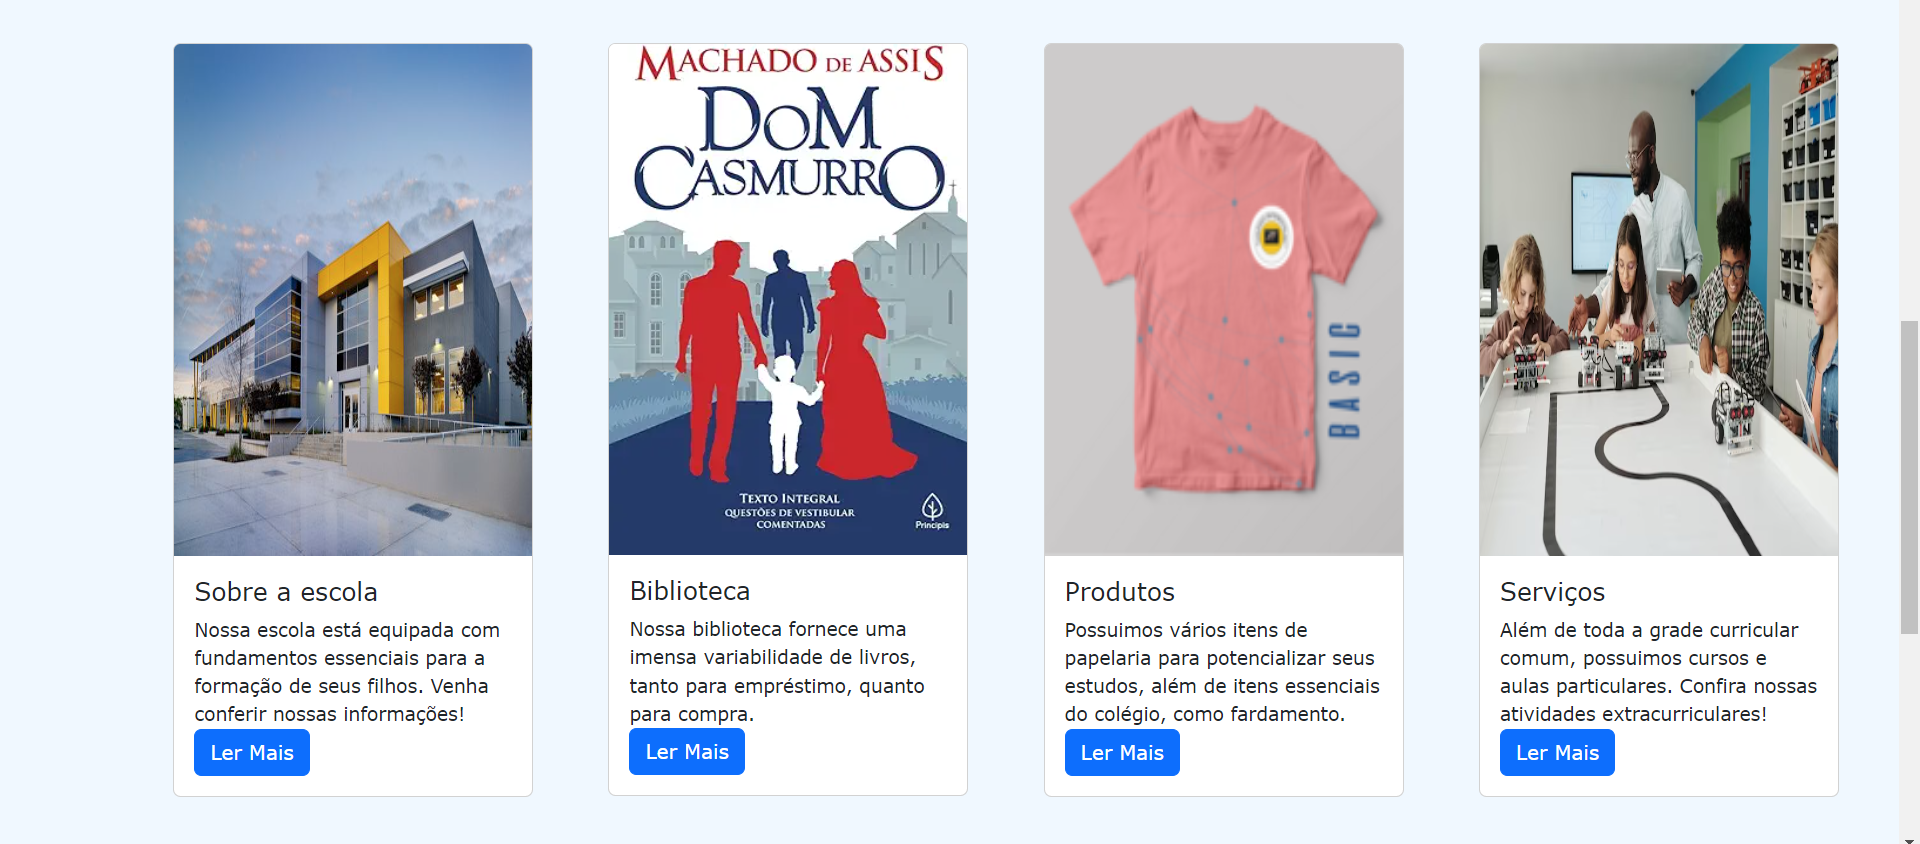 MACHADO DE ASSIS
DOM
CASMURRO
TEXTO INTEGRAL
QUESTÕES DE VESTIBULAR
COMENTADAS
Principis
BASIC
Sobre a escola
Nossa escola está equipada com
fundamentos essenciais para a
formação de seus filhos. Venha
conferir nossas informações!
Ler Mais
Biblioteca
Nossa biblioteca fornece uma
imensa variabilidade de livros,
tanto para empréstimo, quanto
para compra.
Ler Mais
Produtos
Possuimos vários itens de
papelaria para potencializar seus
estudos, além de itens essenciais
do colégio, como fardamento.
Ler Mais
Serviços
Além de toda a grade curricular
comum, possuimos cursos e
aulas particulares. Confira nossas
atividades extracurriculares!
Ler Mais